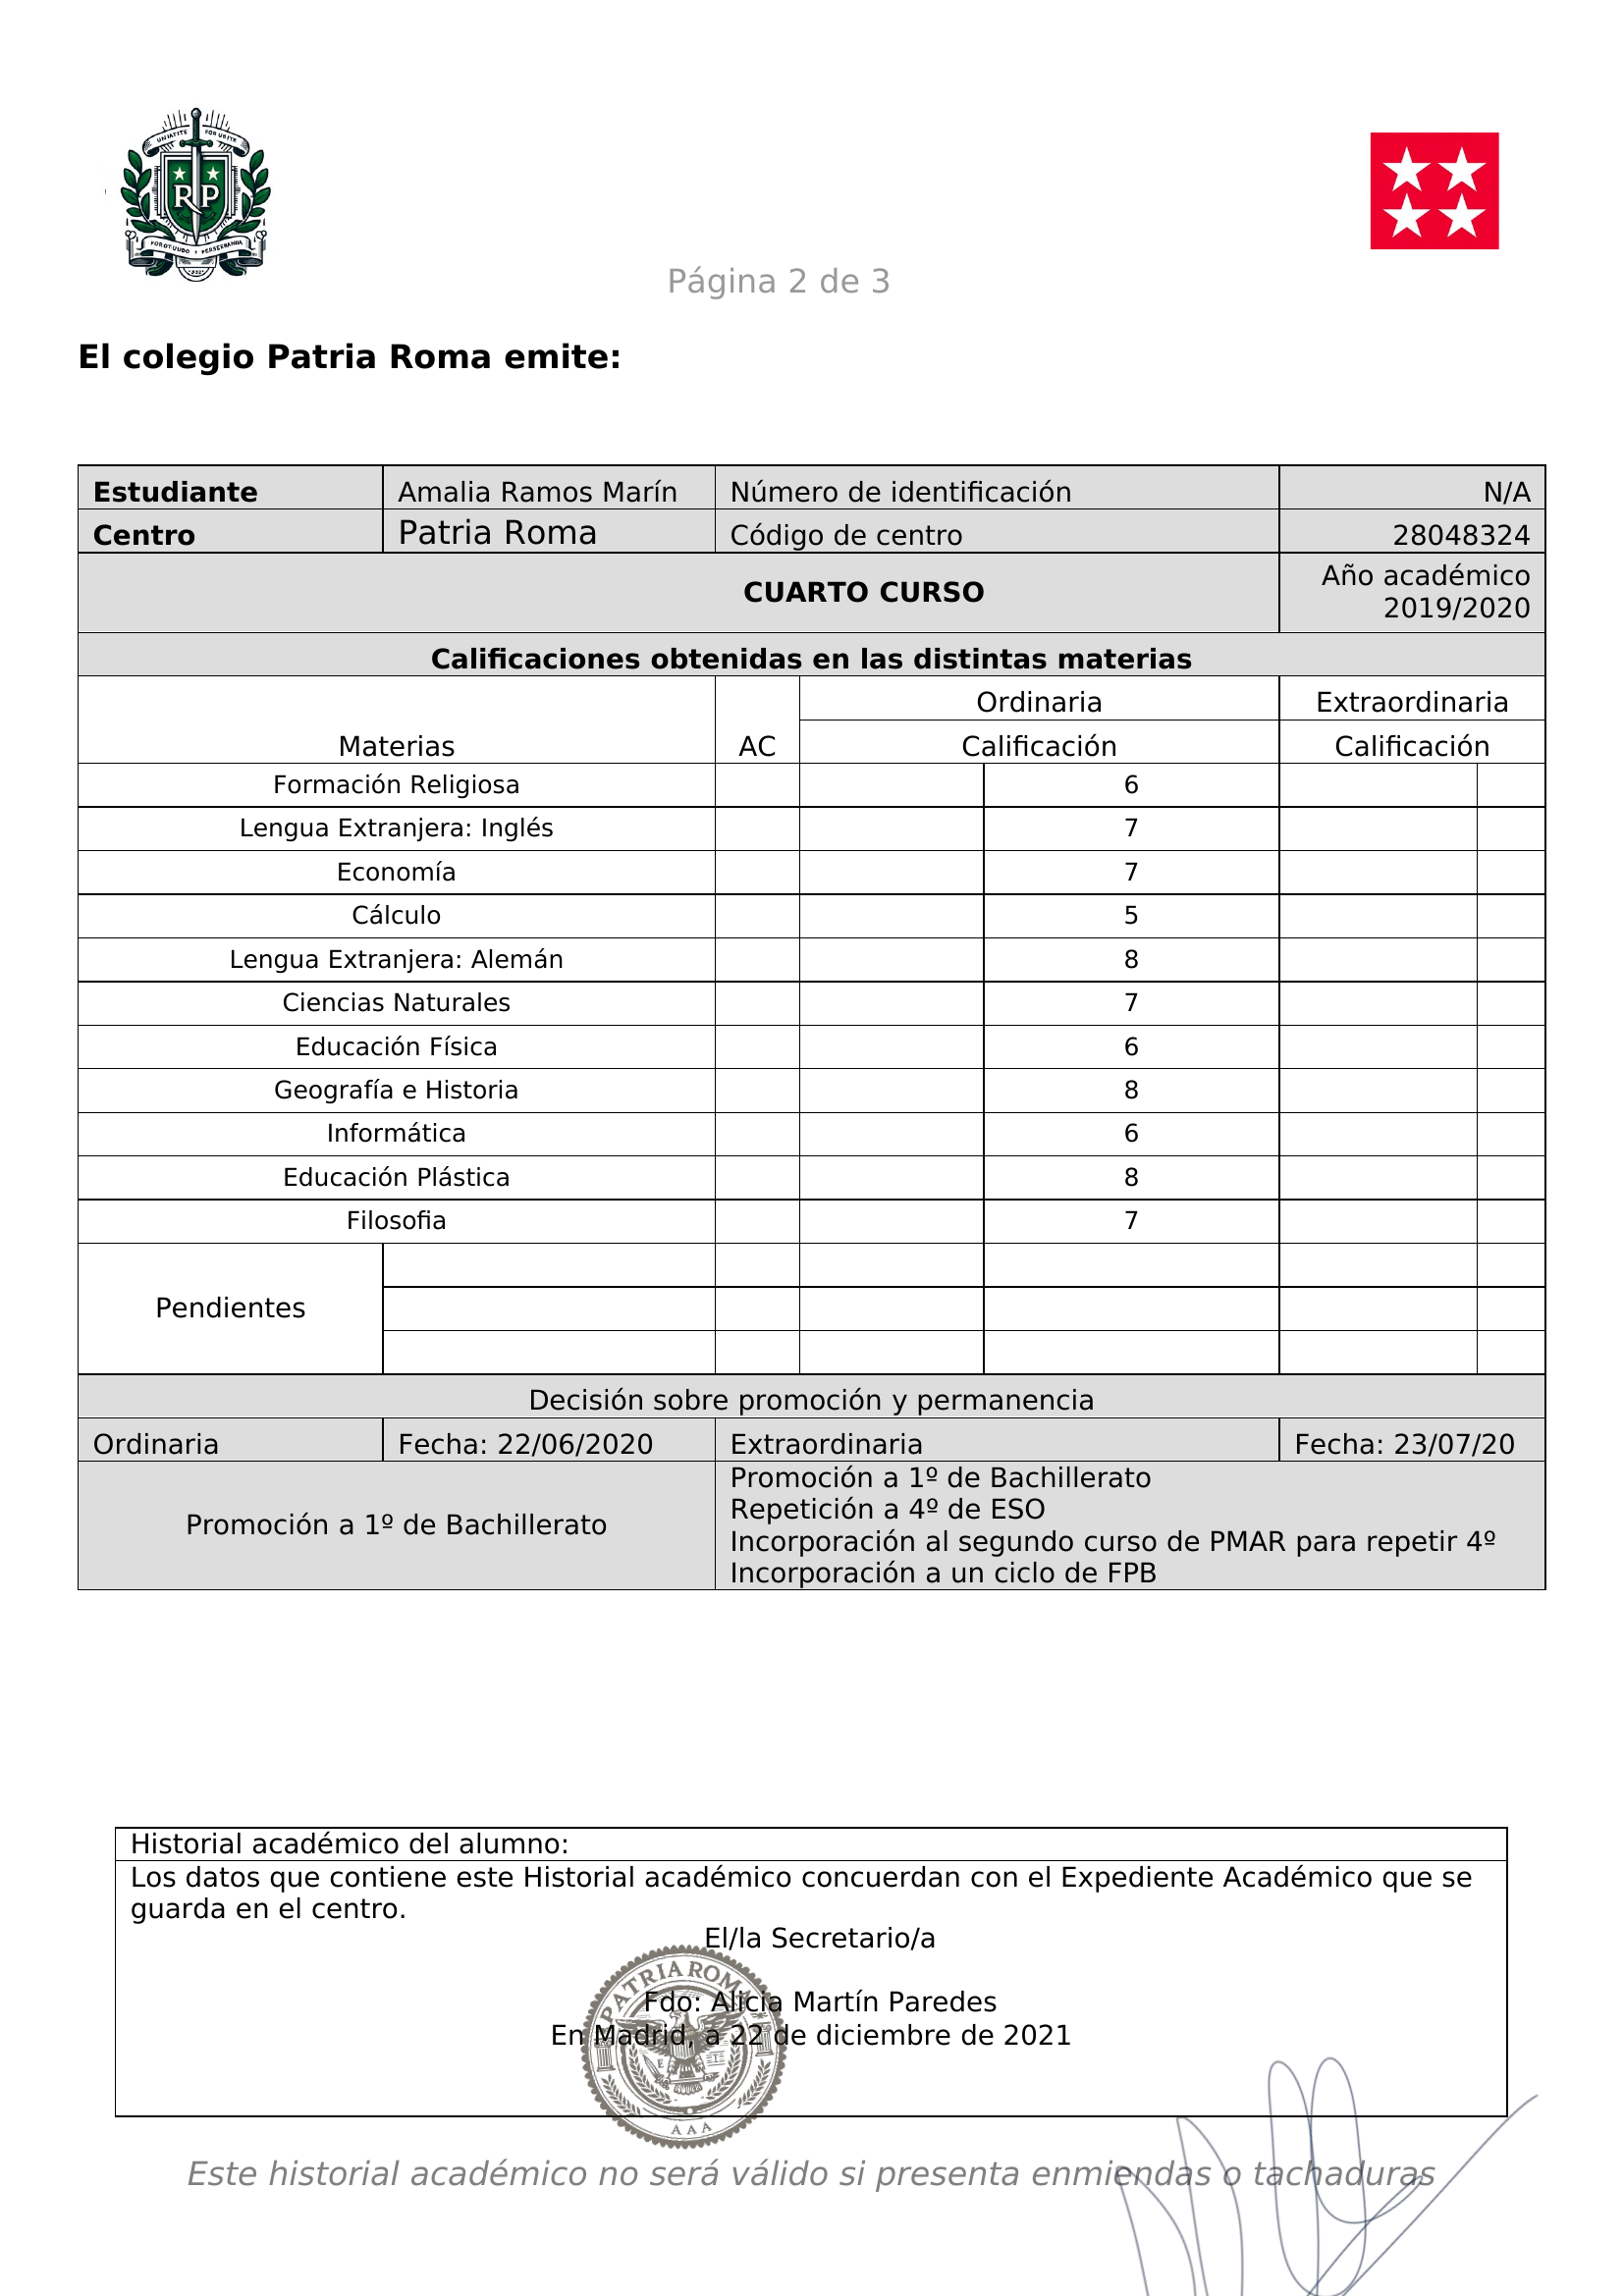 RP
Página 2 de 3
El colegio Patria Roma emite:
Estudiante Amalia Ramos Marín Número de identificación N/A
Centro Patria Roma Código de centro 28048324
CUARTO CURSO Año académico 2019/2020
Calificaciones obtenidas en las distintas materias
Ordinaria Extraordinaria
Materias AC Calificación Calificación
Formación Religiosa 6
Lengua Extranjera: Inglés 7
Economía 7
Cálculo 5
Lengua Extranjera: Alemán 8
Ciencias Naturales 7
Educación Física 6
Geografía e Historia 8
Informática 6
Educación Plástica 8
Filosofia 7
Pendientes
Decisión sobre promoción y permanencia
Ordinaria Fecha: 22/06/2020 Extraordinaria Fecha: 23/07/20
Promoción a 1º de Bachillerato
Promoción a 1º de Bachillerato
Repetición a 4º de ESO
Incorporación al segundo curso de PMAR para repetir 4º
Incorporación a un ciclo de FPB
Historial académico del alumno:
Los datos que contiene este Historial académico concuerdan con el Expediente Académico que se
guarda en el centro.
El/la Secretario/a
PATRIA ROMA
Fdo: Alicia Martín Paredes
En Madrid, a 22 de diciembre de 2021
AAA
Este historial académico no será válido si presenta enmiendas o tachaduras